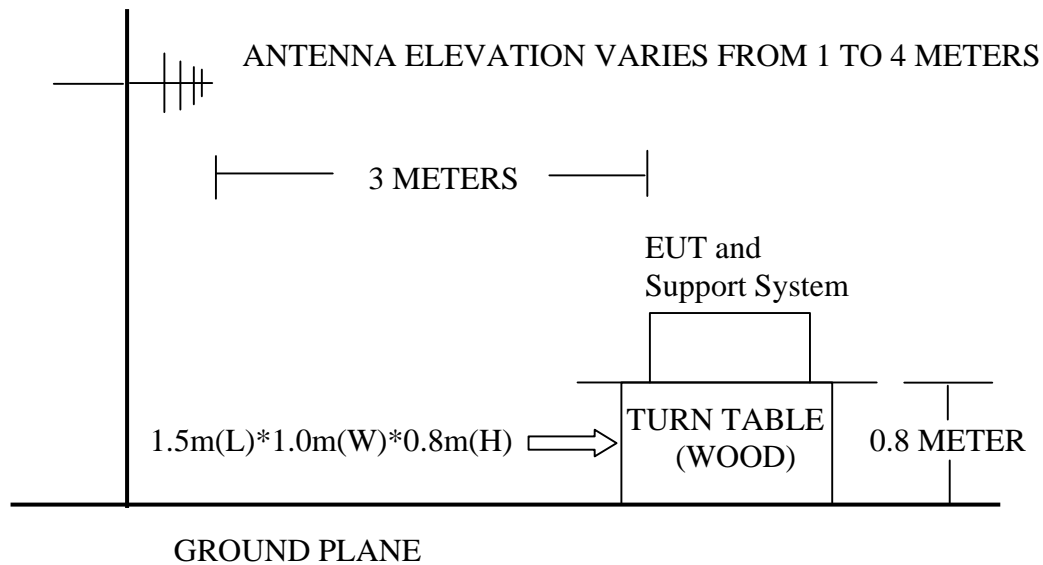 ANTENNA ELEVATION VARIES FROM 1 TO 4 METERS
3 METERS
EUT and
Support System
1.5m(L)*1.0m(W)*0.8m(H)
TURN TABLE
(WOOD)
0.8 METER
GROUND PLANE